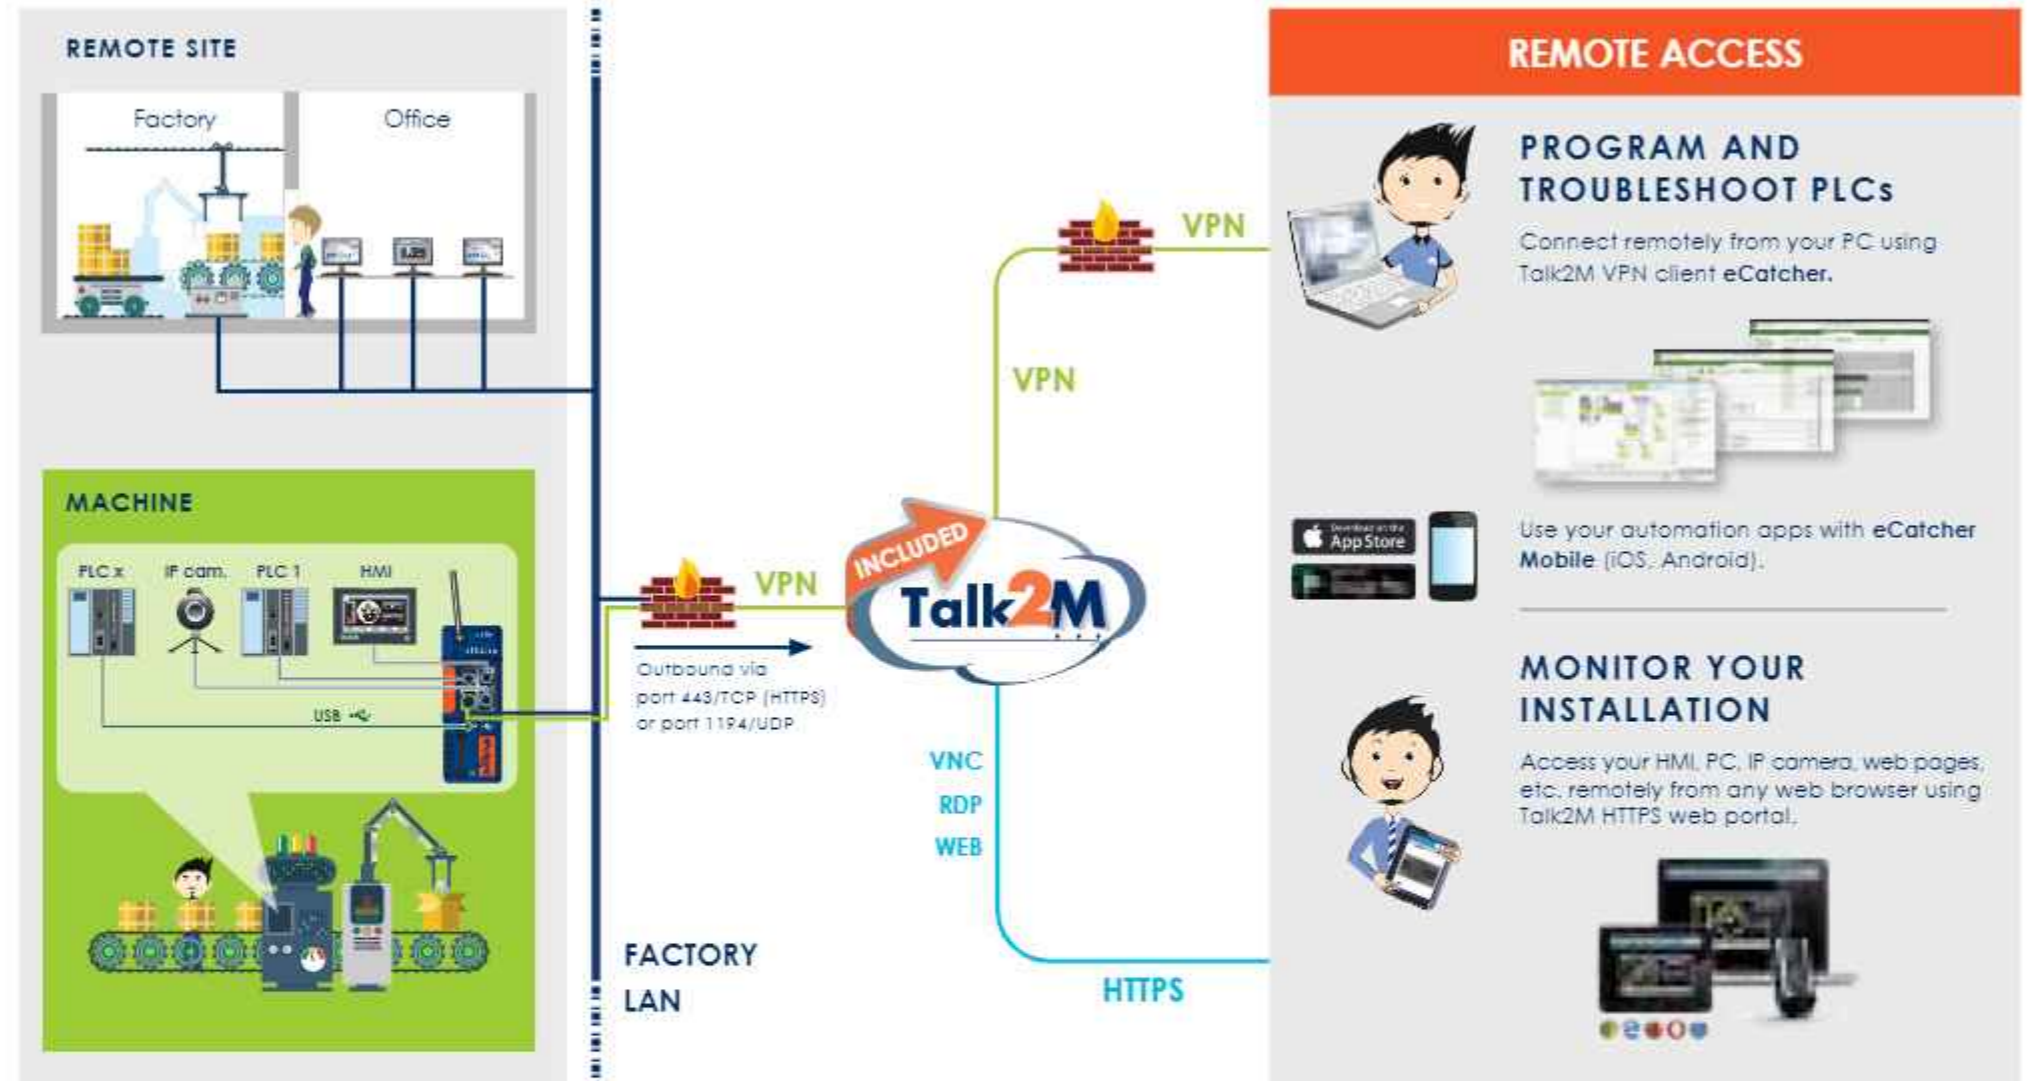 REMOTE SITE
Factory
Office
MACHINE
PLC x
IP cam.
PLC 1
HMI
USB
FACTORY
LAN
VPN
Outbound via
port 443/TCP (HTTPS)
or port 1194/UDP
INCLUDED
Talk2M
VPN
VPN
VNC
RDP
WEB
HTTPS
REMOTE ACCESS
PROGRAM AND
TROUBLESHOOT PLCs
Connect remotely from your PC using
Talk2M VPN client eCatcher.
Download on the
App Store
Use your automation apps with eCatcher
Mobile (iOS, Android).
MONITOR YOUR
INSTALLATION
Access your HMI, PC, IP camera, web pages,
etc. remotely from any web browser using
Talk2M HTTPS web portal.